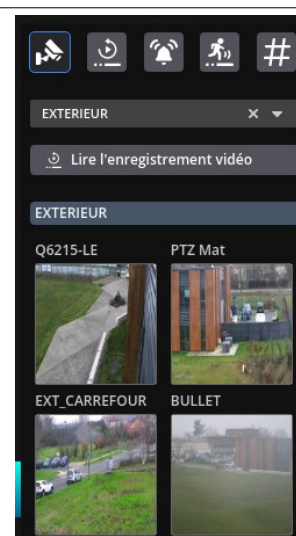 #
EXTERIEUR
Lire l'enregistrement vidéo
EXTERIEUR
Q6215-LE PTZ Mat
EXT_CARREFOUR BULLET